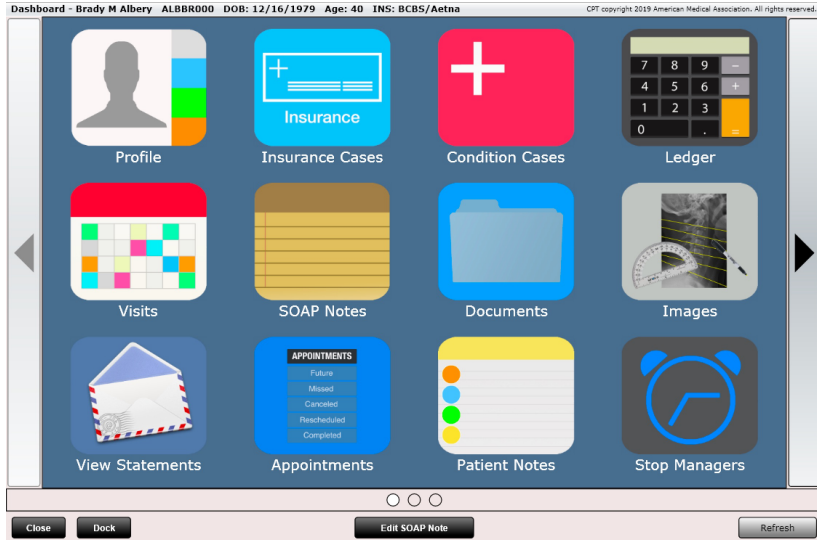 Dashboard - Brady M Albery ALBBR000 DOB: 12/16/1979 Age: 40 INS: BCBS/Aetna
CPT copyright 2019 American Medical Association. All rights reserved.
Insurance
7 8 9 -
4 5 6 +
1 2 3
0 . =
Profile
Insurance Cases
Condition Cases
Ledger
Visits
SOAP Notes
Documents
Images
APPOINTMENTS
Future
Missed
Canceled
Rescheduled
Completed
View Statements
Appointments
Patient Notes
Stop Managers
Close
Dock
Edit SOAP Note
Refresh